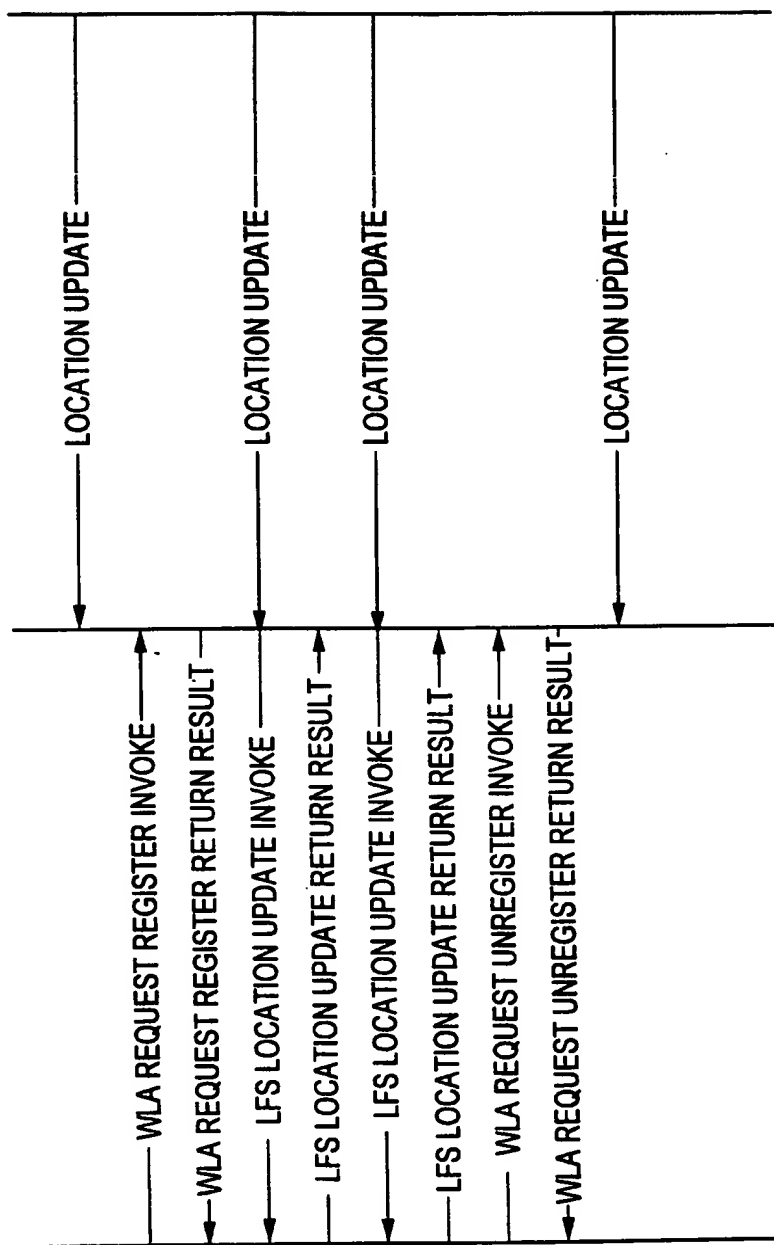 LOCATION UPDATE
WLA REQUEST REGISTER INVOKE
WLA REQUEST REGISTER RETURN RESULT
LFS LOCATION UPDATE INVOKE
LOCATION UPDATE
LFS LOCATION UPDATE RETURN RESULT
LFS LOCATION UPDATE INVOKE
LOCATION UPDATE
LFS LOCATION UPDATE RETURN RESULT
WLA REQUEST UNREGISTER INVOKE
WLA REQUEST UNREGISTER RETURN RESULT
LOCATION UPDATE